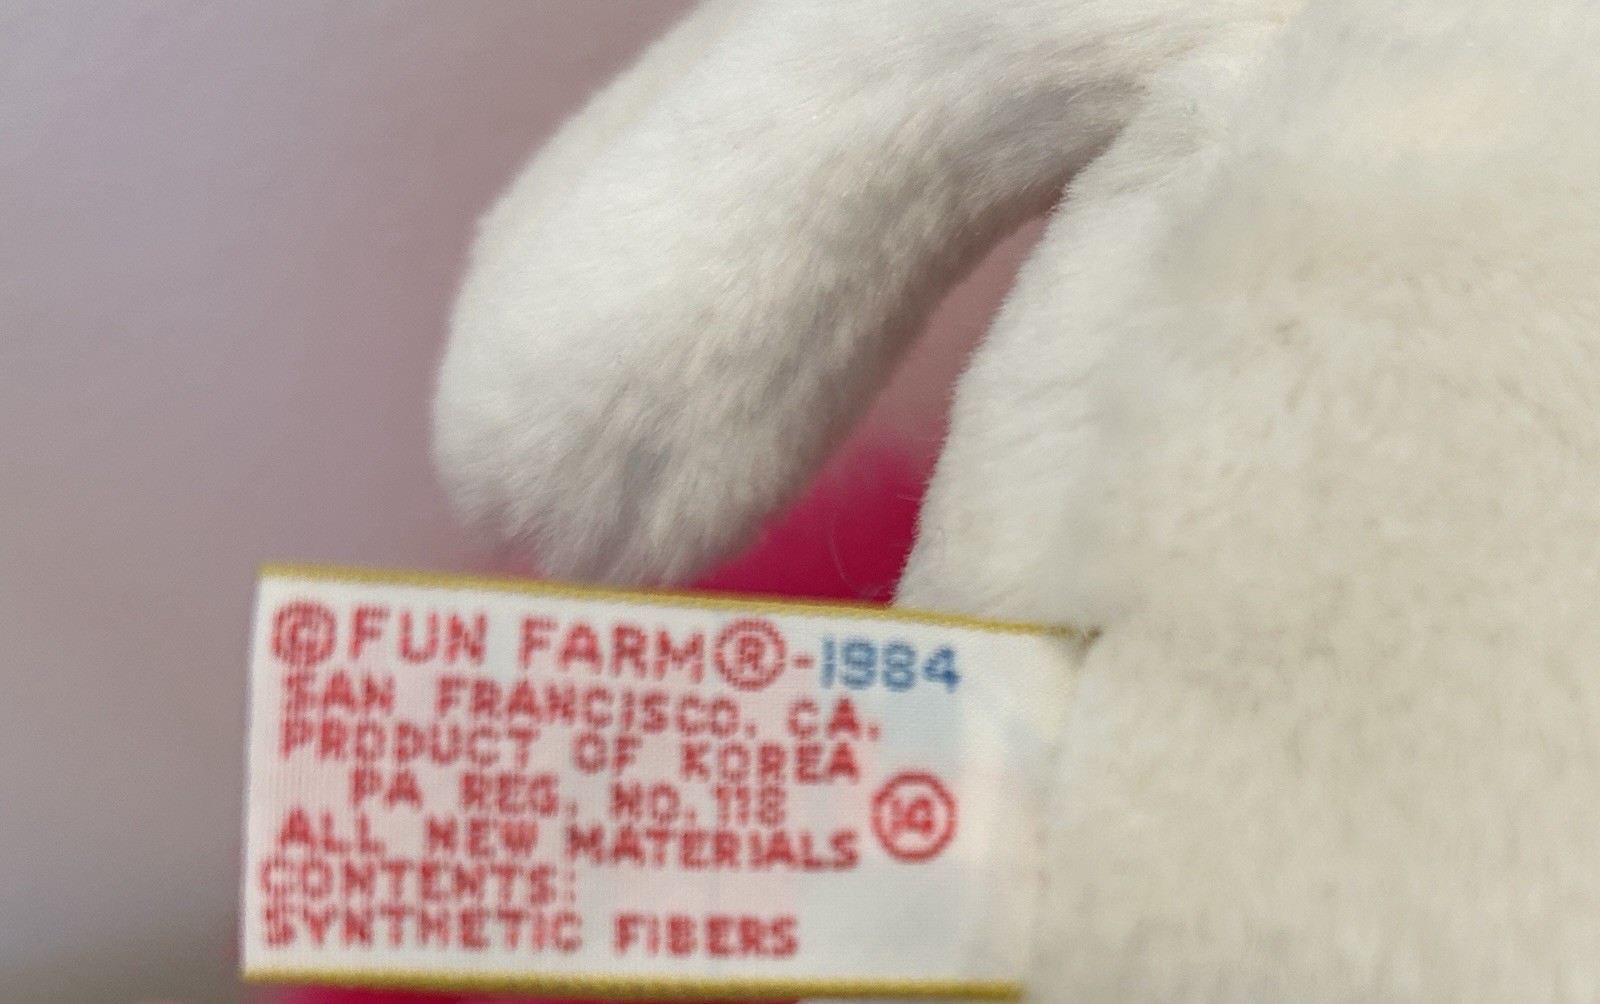 ©FUN FARM®-1984
SAN FRANCISCO, CA.
PRODUCT OF KOREA
PA REG. NO. 118
14
ALL NEW MATERIALS
CONTENTS:
SYNTHETIC FIBERS